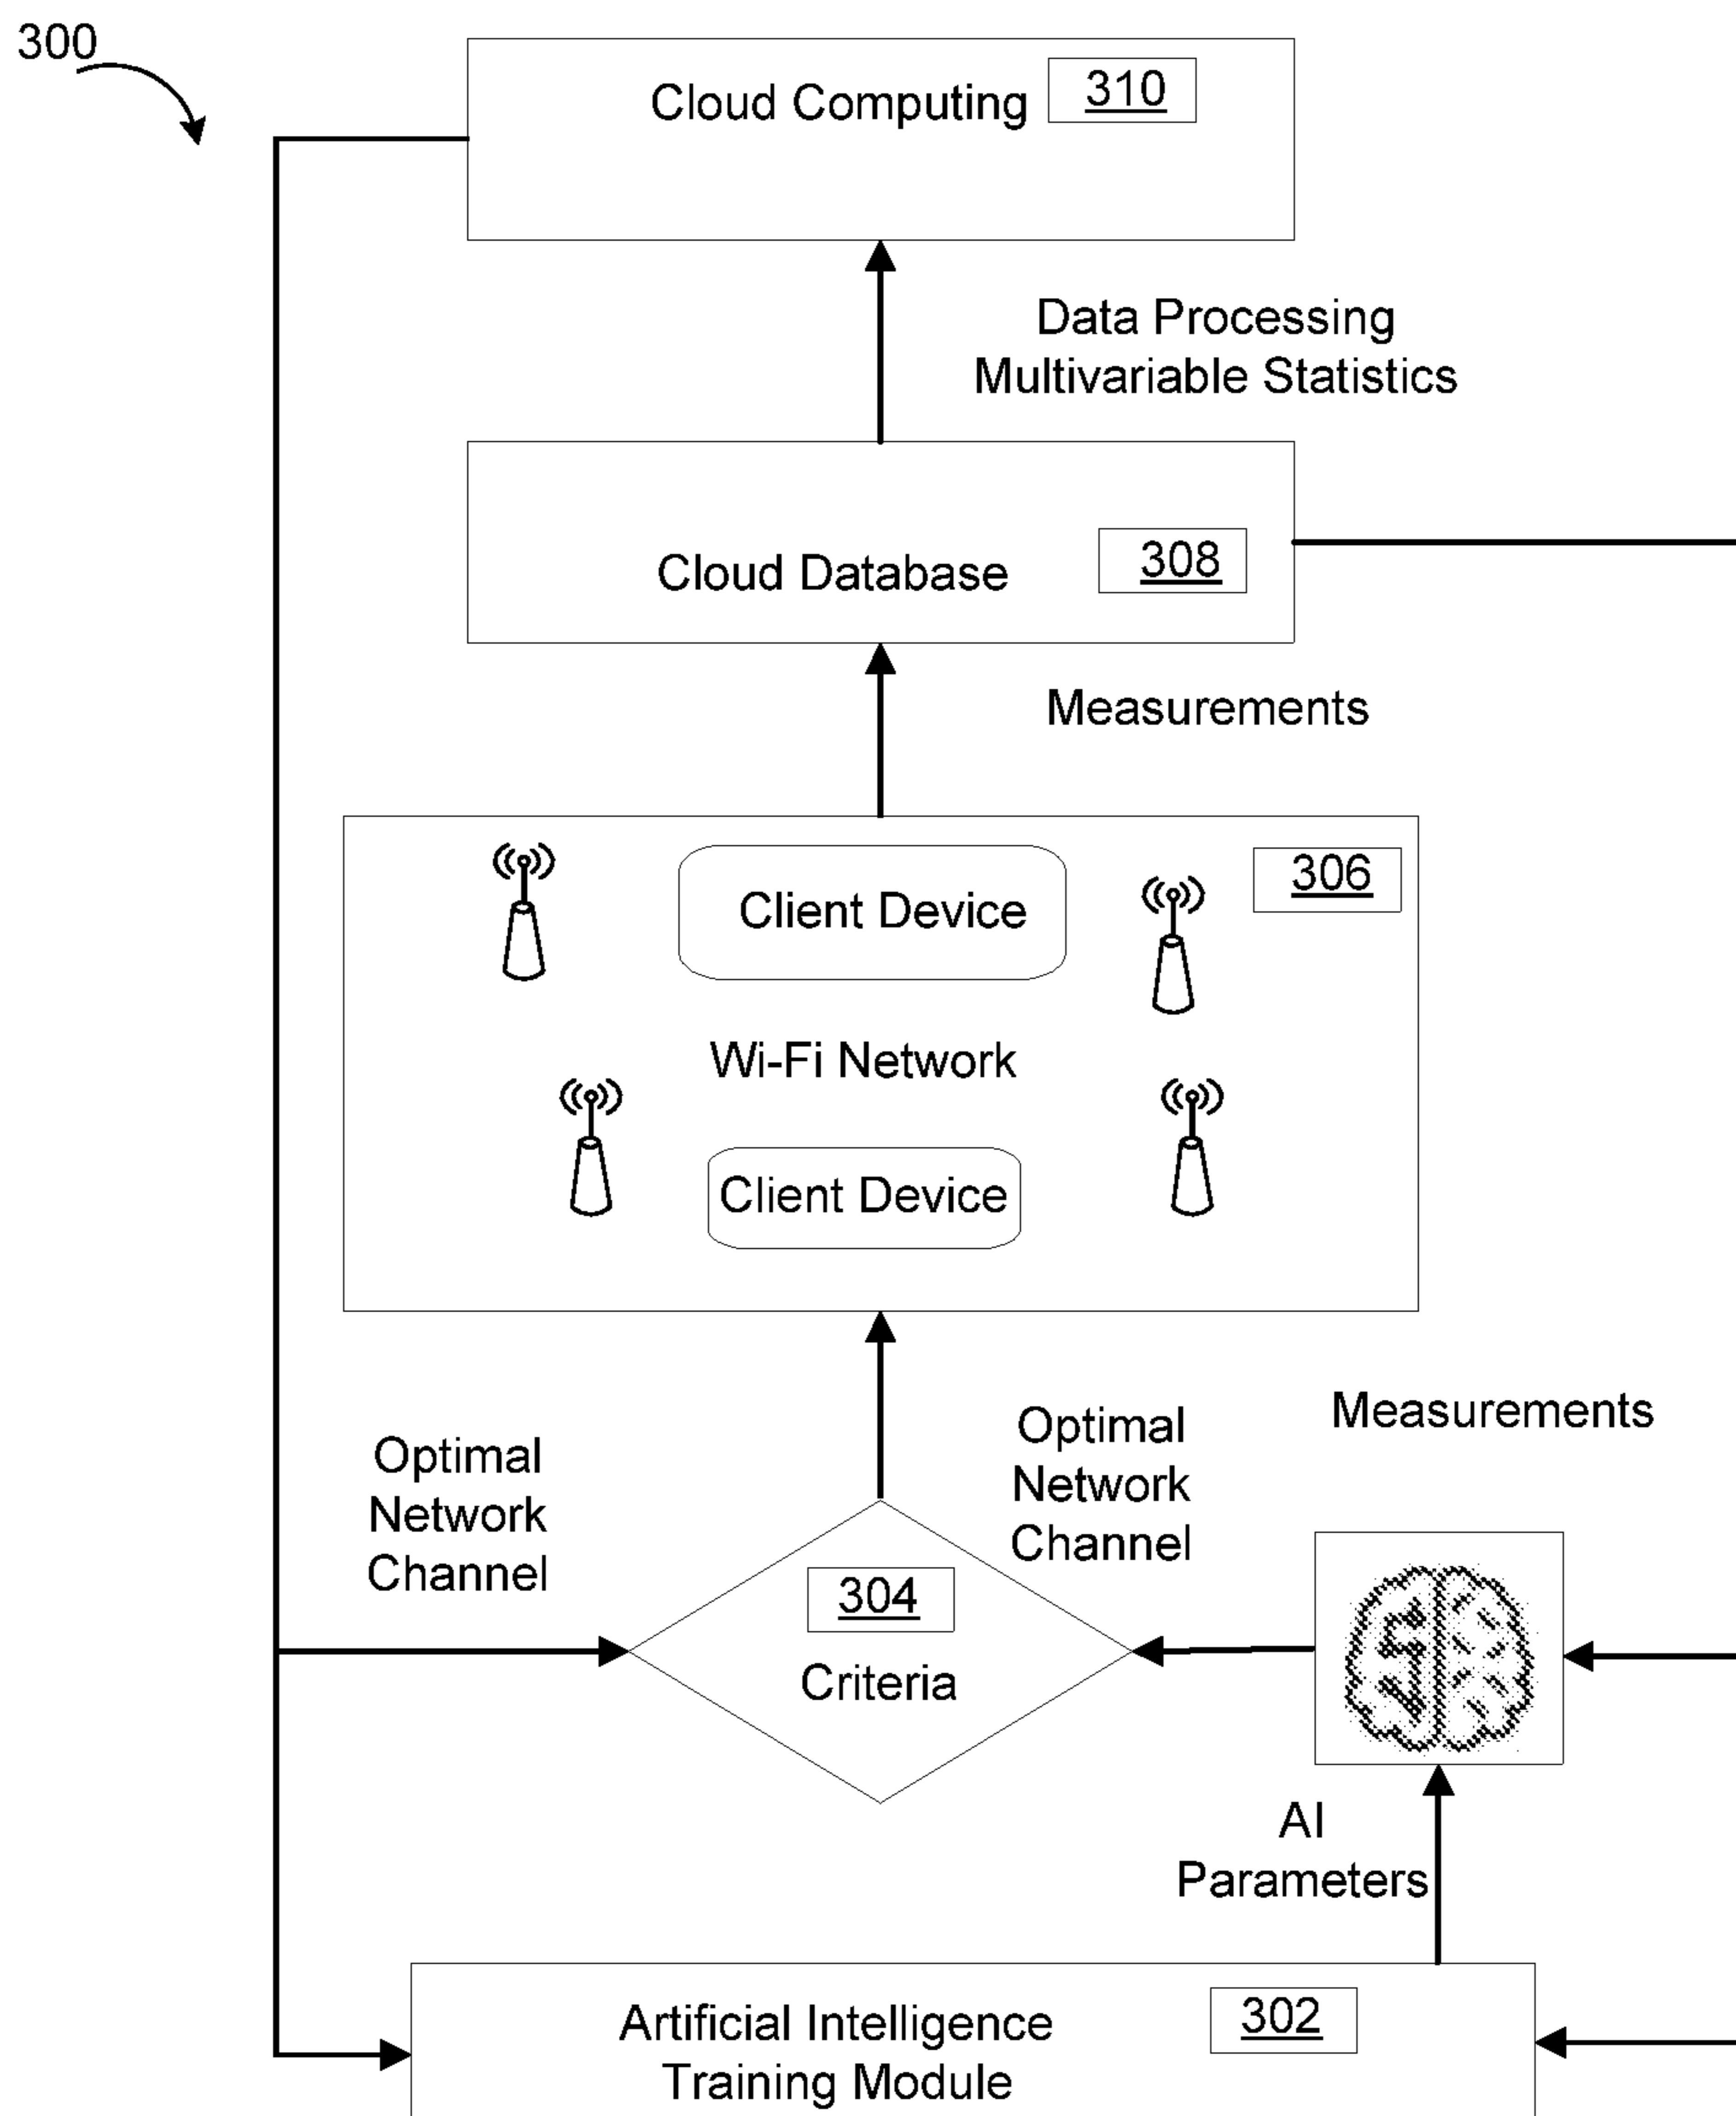 300
Cloud Computing 310
Data Processing
Multivariable Statistics
Cloud Database 308
Measurements
306
Client Device
Wi-Fi Network
Client Device
Measurements
Optimal
Network
Channel
Optimal
Network
Channel
304
Criteria
AI
Parameters
Artificial Intelligence
Training Module
302